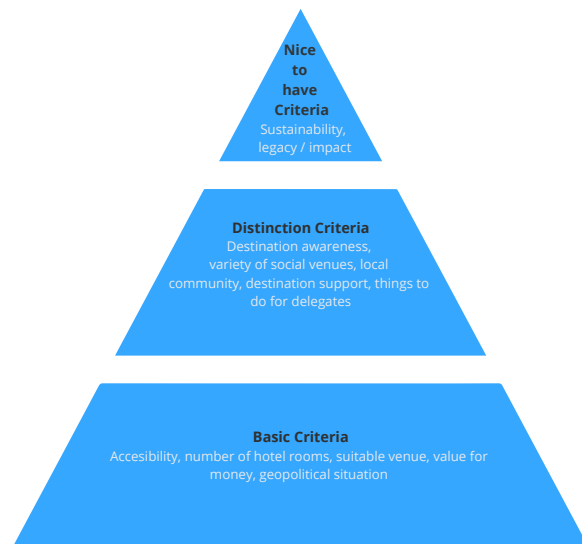 Nice
to
have
Criteria
Sustainability,
legacy / impact
Distinction Criteria
Destination awareness,
variety of social venues, local
community, destination support, things to
do for delegates
Basic Criteria
Accesibility, number of hotel rooms, suitable venue, value for
money, geopolitical situation